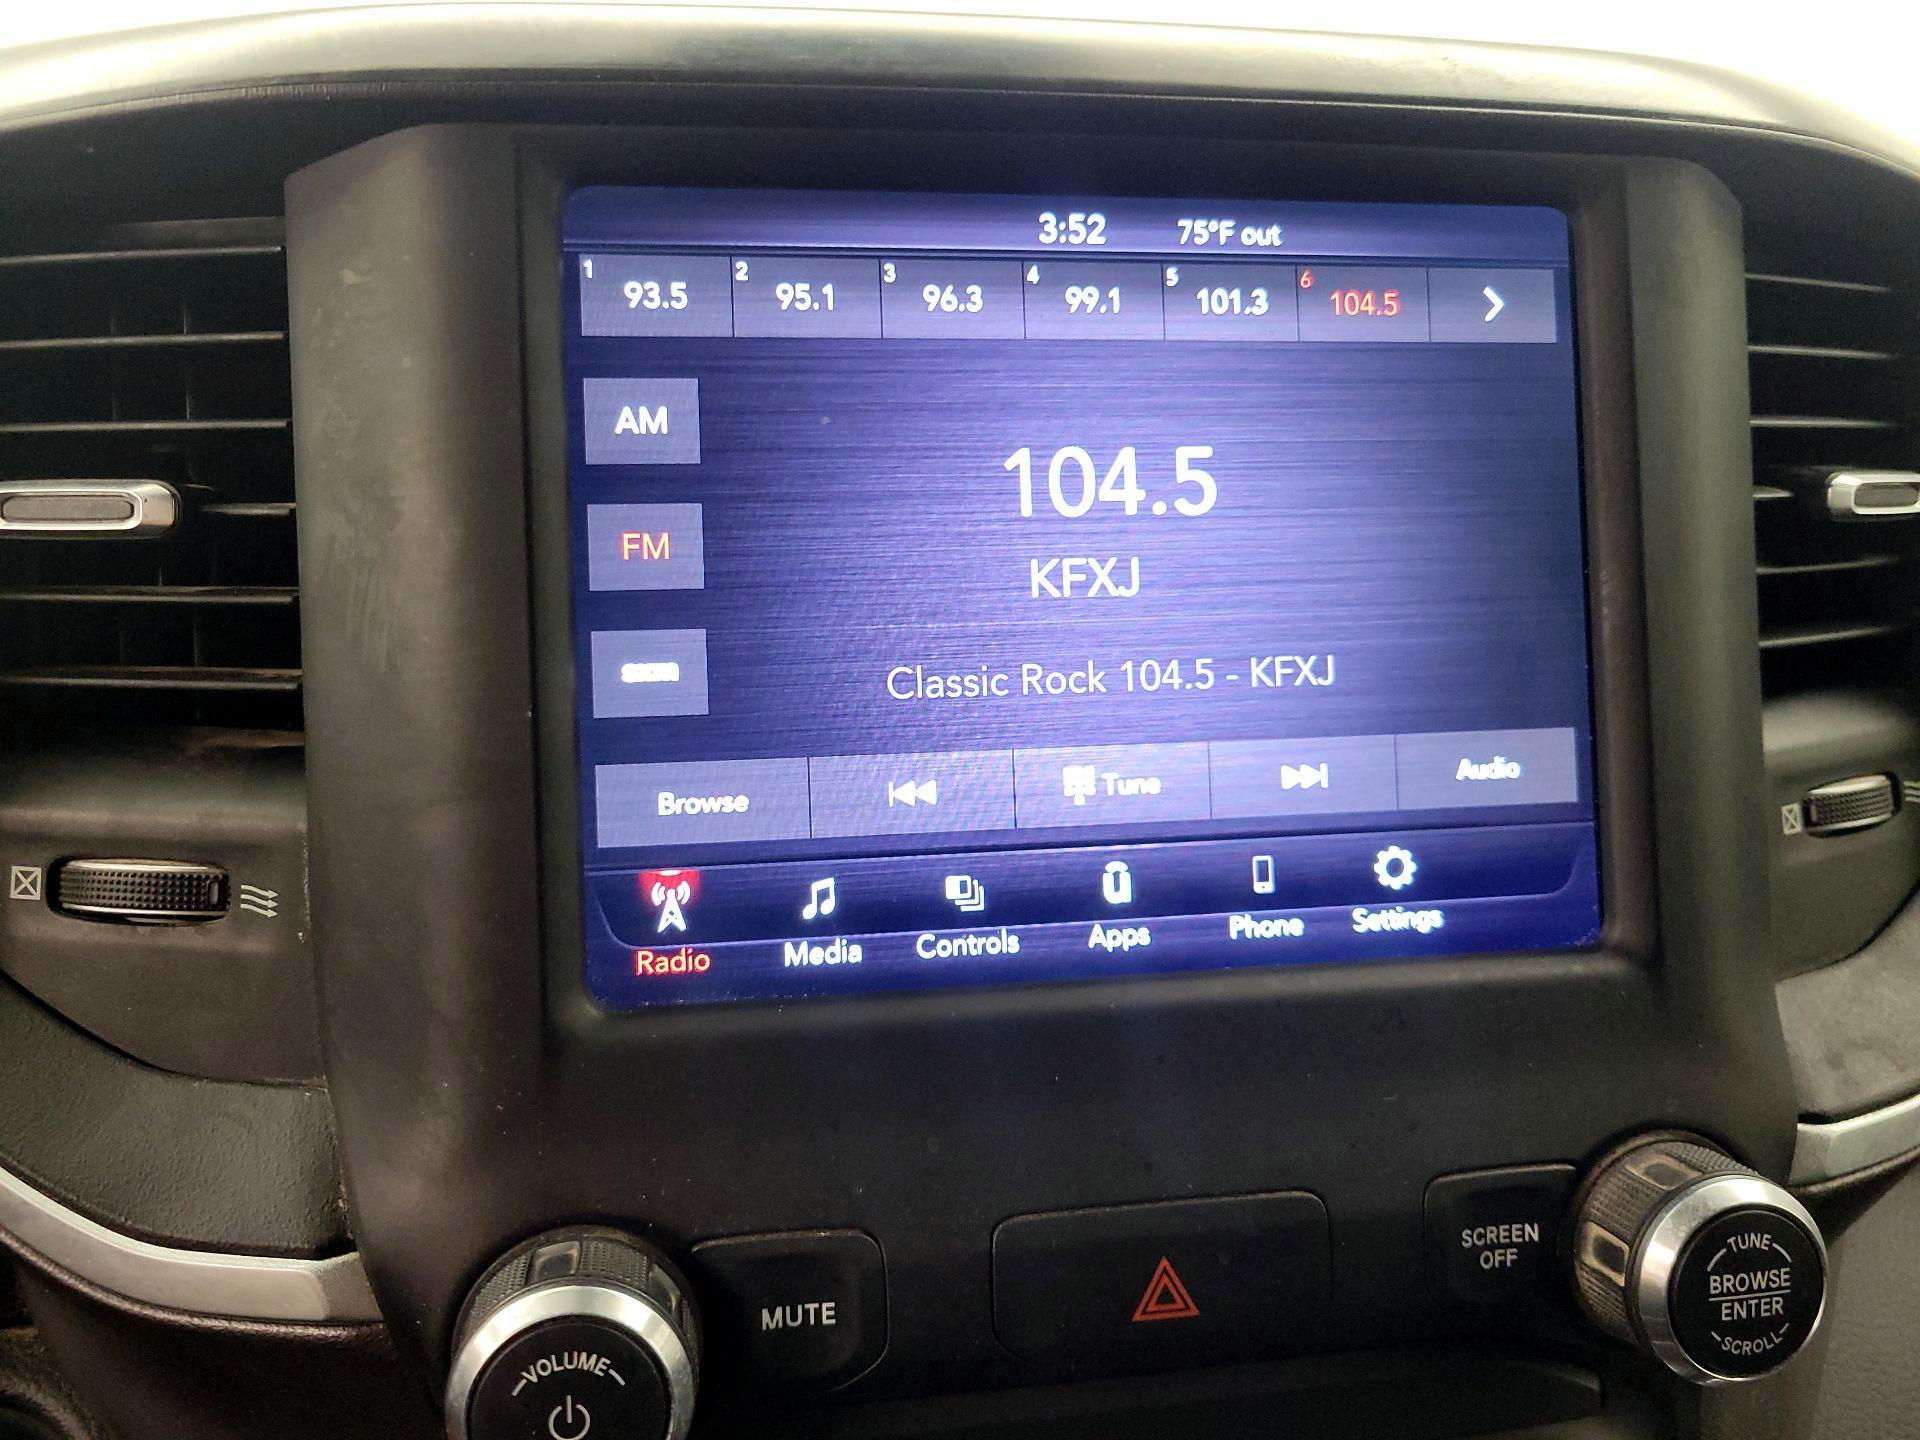 3:52 75°F out
1 93.5 2 95.1 3 96.3 4 99.1 5 101.3 6 104.5
AM
104.5
FM
KFXJ
Classic Rock 104.5 - KFXJ
Browse Tune Audio
Radio Media Controls Apps Phone Settings
MUTE
SCREEN
OFF
VOLUME
TUNE
BROWSE
ENTER
SCROLL